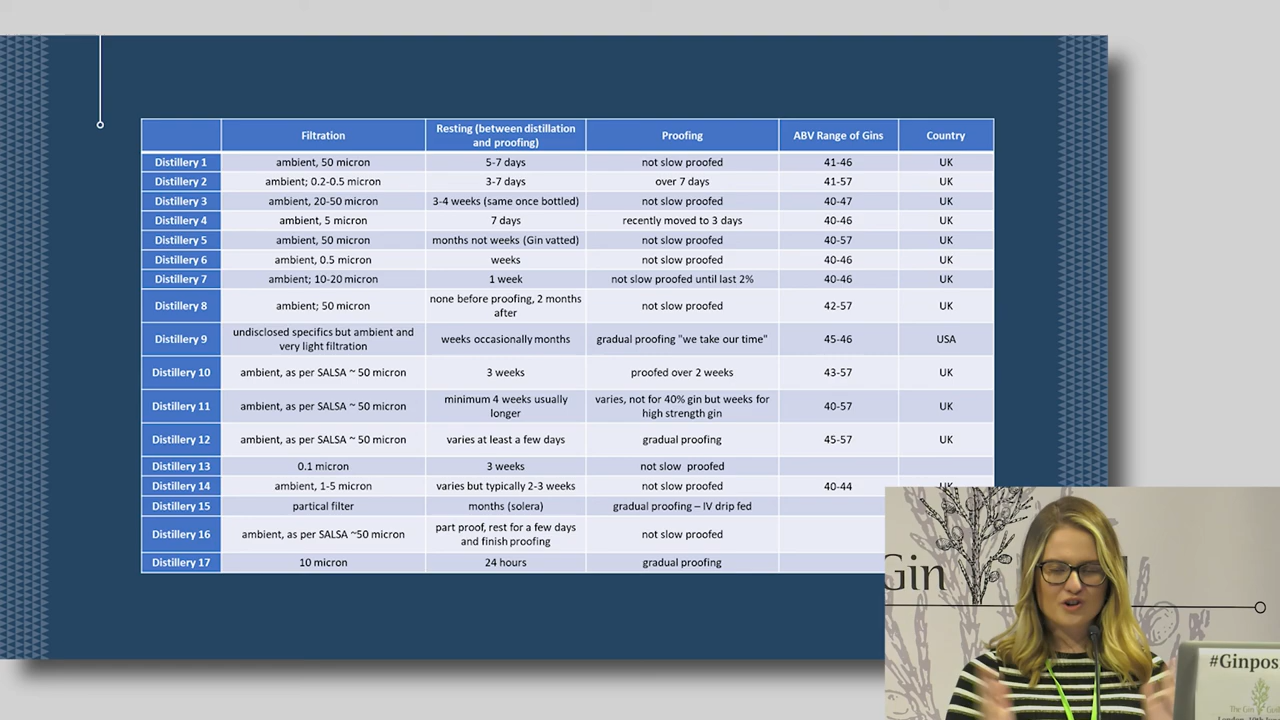 Filtration Resting (between distillation and proofing) Proofing ABV Range of Gins Country
Distillery 1 ambient, 50 micron 5-7 days not slow proofed 41-46 UK
Distillery 2 ambient; 0.2-0.5 micron 3-7 days over 7 days 41-57 UK
Distillery 3 ambient, 20-50 micron 3-4 weeks (same once bottled) not slow proofed 40-47 UK
Distillery 4 ambient, 5 micron 7 days recently moved to 3 days 40-46 UK
Distillery 5 ambient, 50 micron months not weeks (Gin vatted) not slow proofed 40-57 UK
Distillery 6 ambient, 0.5 micron weeks not slow proofed 40-46 UK
Distillery 7 ambient; 10-20 micron 1 week not slow proofed until last 2% 40-46 UK
Distillery 8 ambient; 50 micron none before proofing, 2 months after not slow proofed 42-57 UK
Distillery 9 undisclosed specifics but ambient and very light filtration weeks occasionally months gradual proofing "we take our time" 45-46 USA
Distillery 10 ambient, as per SALSA ~ 50 micron 3 weeks proofed over 2 weeks 43-57 UK
Distillery 11 ambient, as per SALSA ~ 50 micron minimum 4 weeks usually longer varies, not for 40% gin but weeks for high strength gin 40-57 UK
Distillery 12 ambient, as per SALSA ~ 50 micron varies at least a few days gradual proofing 45-57 UK
Distillery 13 0.1 micron 3 weeks not slow proofed
Distillery 14 ambient, 1-5 micron varies but typically 2-3 weeks not slow proofed 40-44 UK
Distillery 15 partical filter months (solera) gradual proofing – IV drip fed
Distillery 16 ambient, as per SALSA ~50 micron part proof, rest for a few days and finish proofing not slow proofed
Distillery 17 10 micron 24 hours gradual proofing
Gin
#Ginpos
The Gin